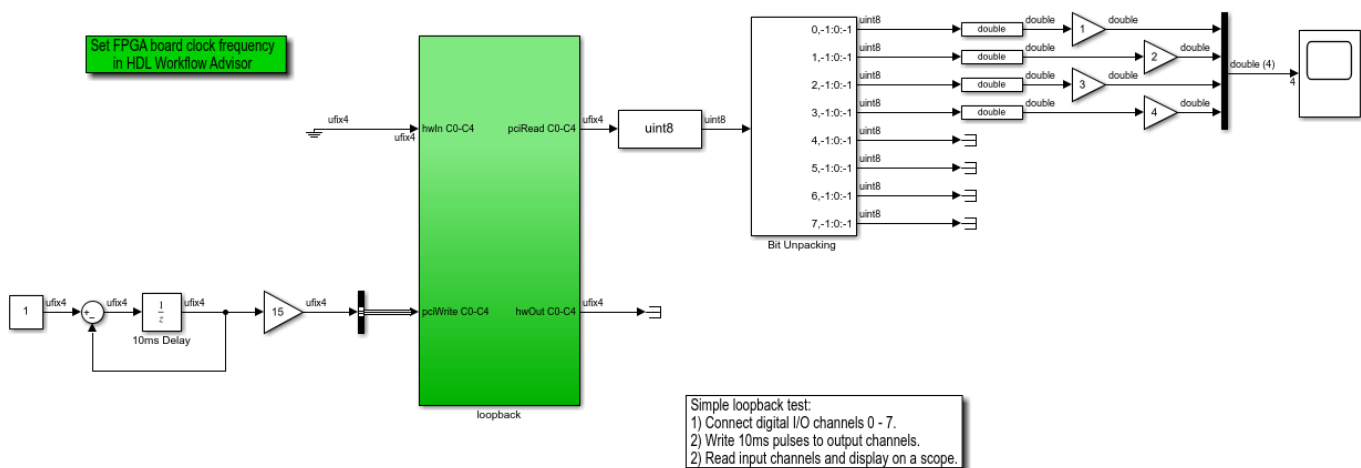 Set FPGA board clock frequency
in HDL Workflow Advisor
ufix4
ufix4
hwIn C0-C4
pciRead C0-C4
ufix4
uint8
uint8
0,-1:0:-1
1,-1:0:-1
2,-1:0:-1
3,-1:0:-1
4,-1:0:-1
5,-1:0:-1
6,-1:0:-1
7,-1:0:-1
Bit Unpacking
uint8
uint8
uint8
uint8
uint8
uint8
uint8
uint8
double
double
double
double
1
2
3
4
double
double
double
double
double (4)
4
1
ufix4
+
−
ufix4
1
z
10ms Delay
ufix4
15
ufix4
pciWrite C0-C4
hwOut C0-C4
ufix4
loopback
Simple loopback test:
1) Connect digital I/O channels 0 - 7.
2) Write 10ms pulses to output channels.
2) Read input channels and display on a scope.